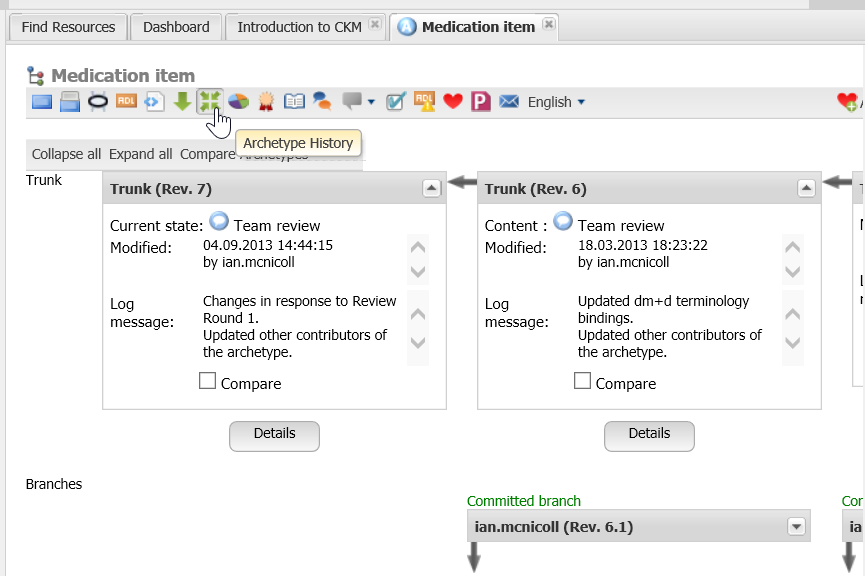 Find Resources
Dashboard
Introduction to CKM
Medication item
Medication item
ADL
ADL
P
English
Archetype History
Collapse all Expand all Compare Archetypes
Trunk
Trunk (Rev. 7)
Current state: Team review
Modified: 04.09.2013 14:44:15
by ian.mcnicoll
Log message: Changes in response to Review
Round 1.
Updated other contributors of
the archetype.
Compare
Details
Trunk (Rev. 6)
Content : Team review
Modified: 18.03.2013 18:23:22
by ian.mcnicoll
Log message: Updated dm+d terminology
bindings.
Updated other contributors of
the archetype.
Compare
Details
Branches
Committed branch
ian.mcnicoll (Rev. 6.1)
Cor
ia